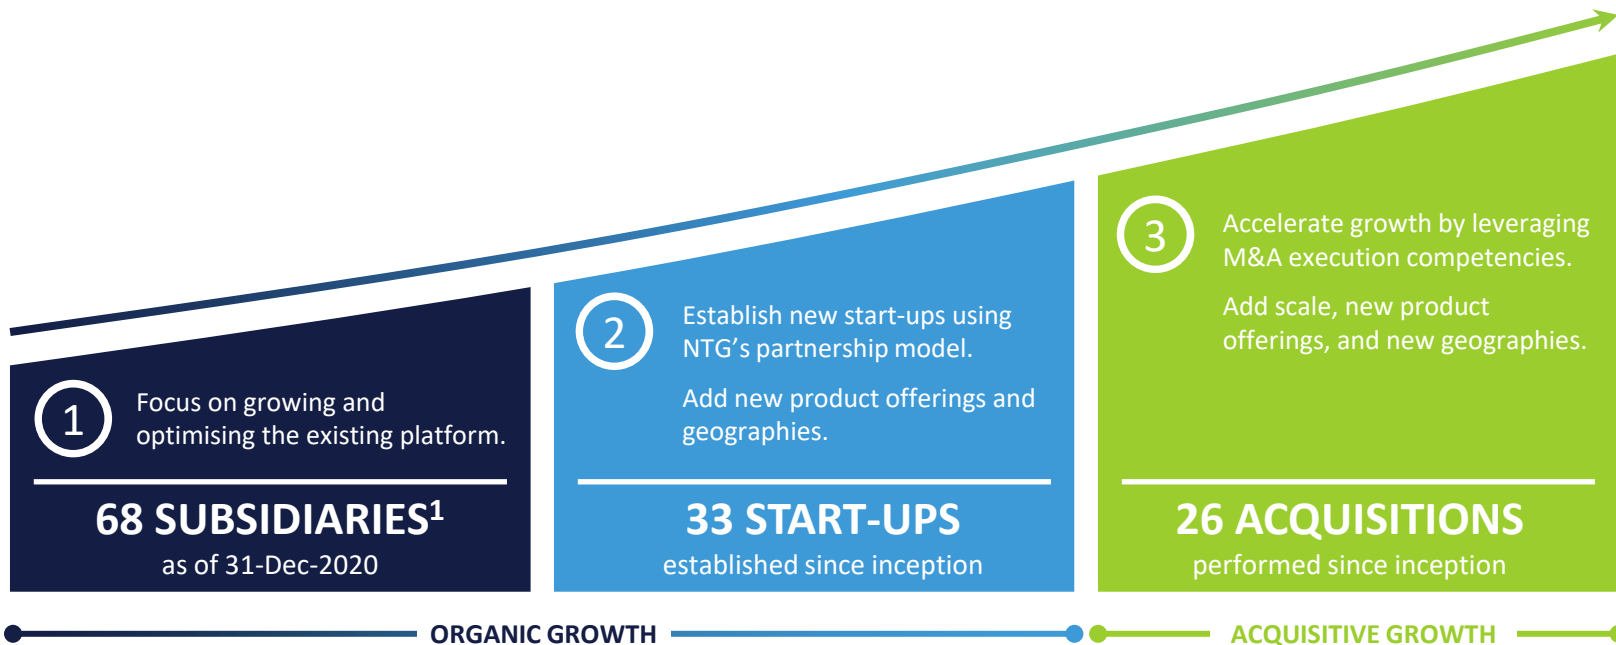 1
Focus on growing and
optimising the existing platform.
68 SUBSIDIARIES¹
as of 31-Dec-2020
2
Establish new start-ups using
NTG’s partnership model.
Add new product offerings and
geographies.
33 START-UPS
established since inception
3
Accelerate growth by leveraging
M&A execution competencies.
Add scale, new product
offerings, and new geographies.
26 ACQUISITIONS
performed since inception
ORGANIC GROWTH
ACQUISITIVE GROWTH